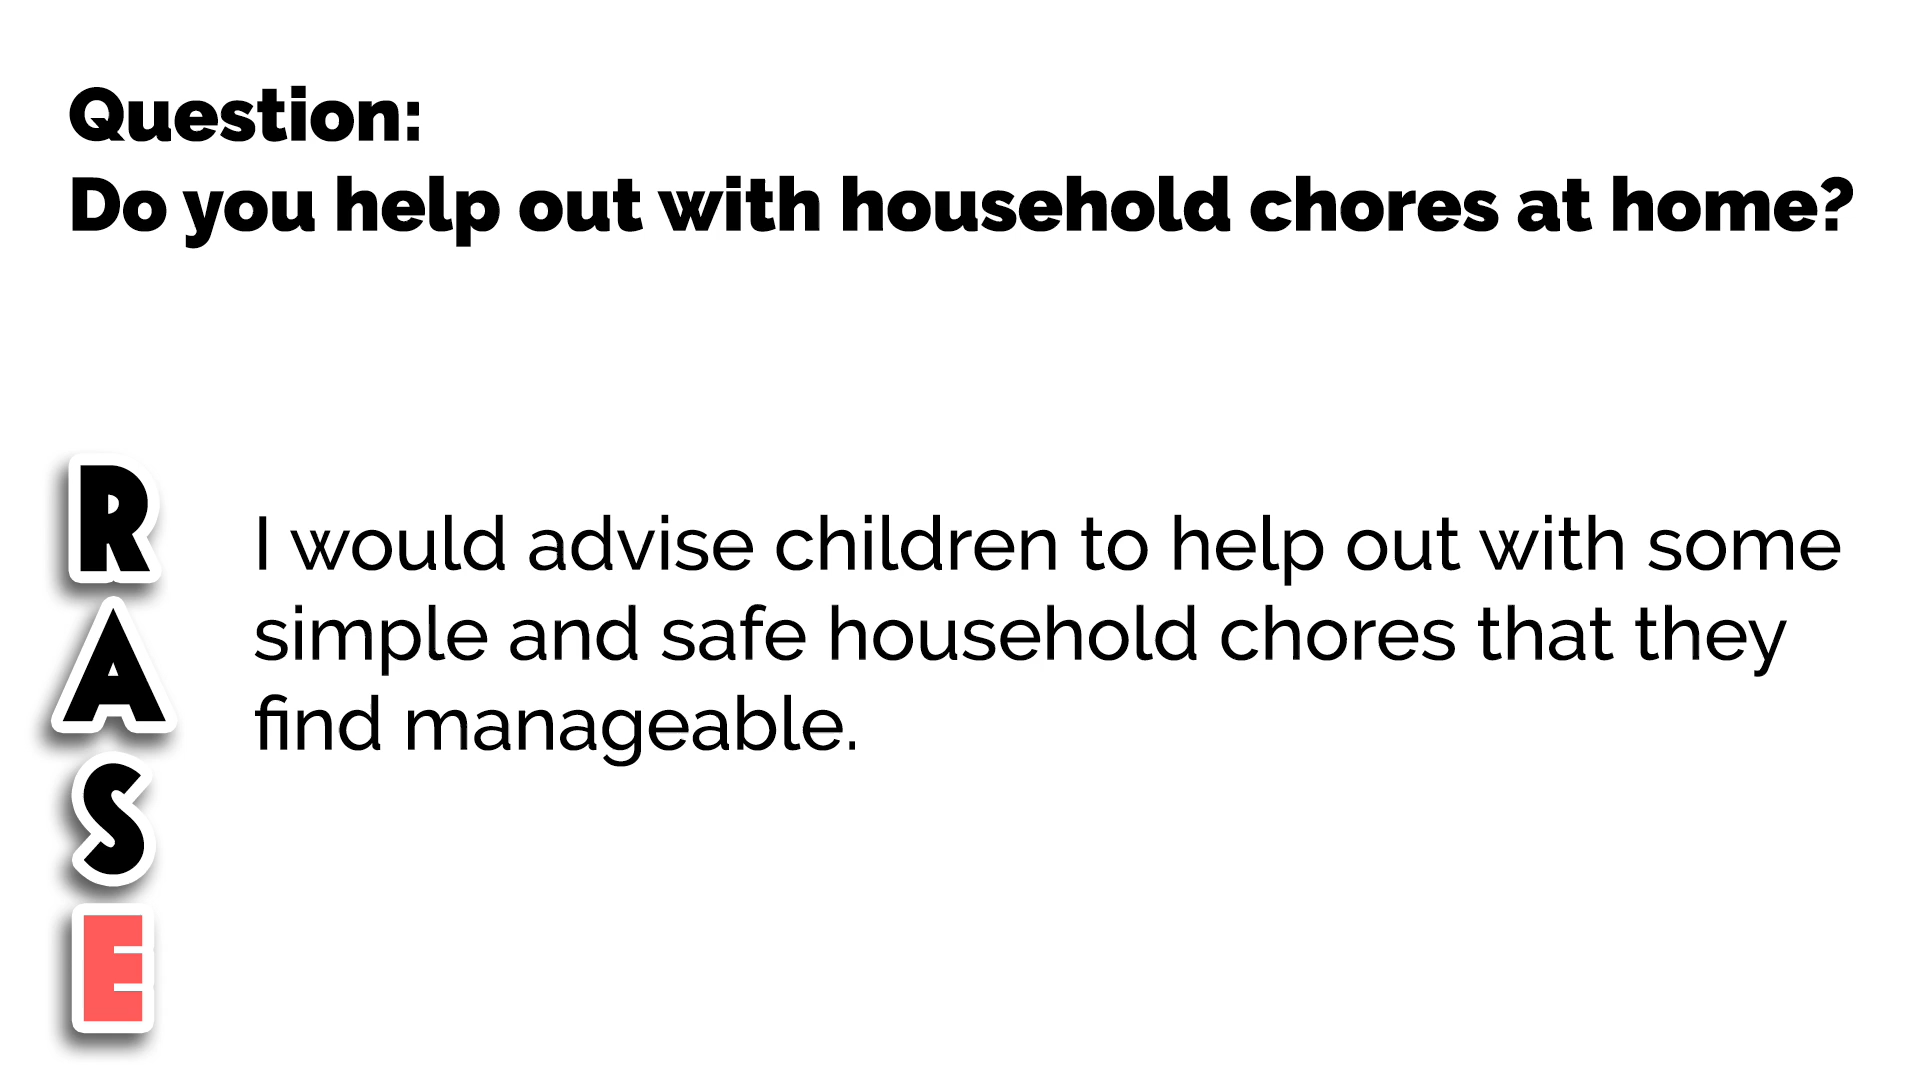 Question:
Do you help out with household chores at home?
R
A
S
E
I would advise children to help out with some
simple and safe household chores that they
find manageable.